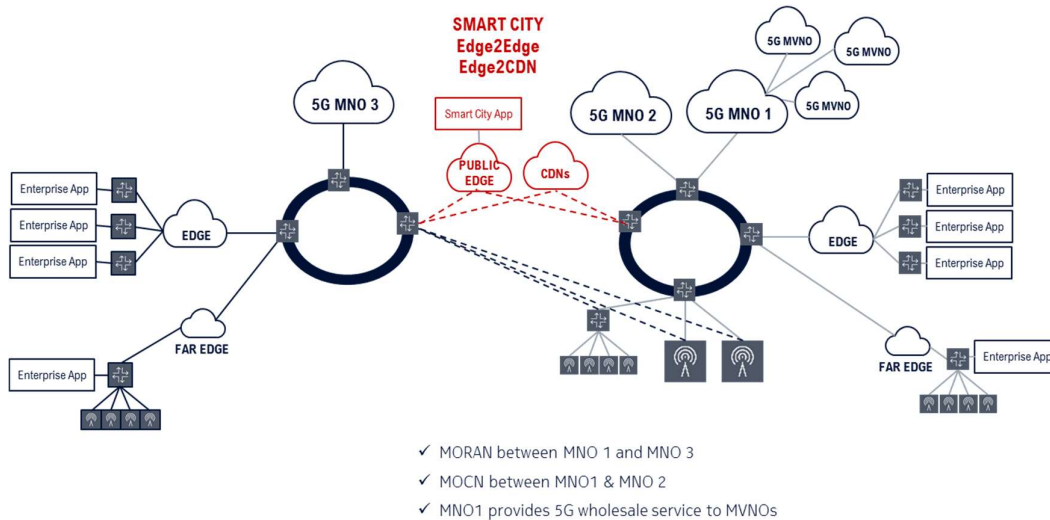 SMART CITY
Edge2Edge
Edge2CDN
5G MVNO
5G MVNO
5G MVNO
5G MNO 3
5G MNO 2
5G MNO 1
Smart City App
PUBLIC
EDGE
CDNs
Enterprise App
Enterprise App
Enterprise App
EDGE
EDGE
Enterprise App
Enterprise App
Enterprise App
FAR EDGE
Enterprise App
FAR EDGE
Enterprise App
✓ MORAN between MNO 1 and MNO 3
✓ MOCN between MNO1 & MNO 2
✓ MNO1 provides 5G wholesale service to MVNOs